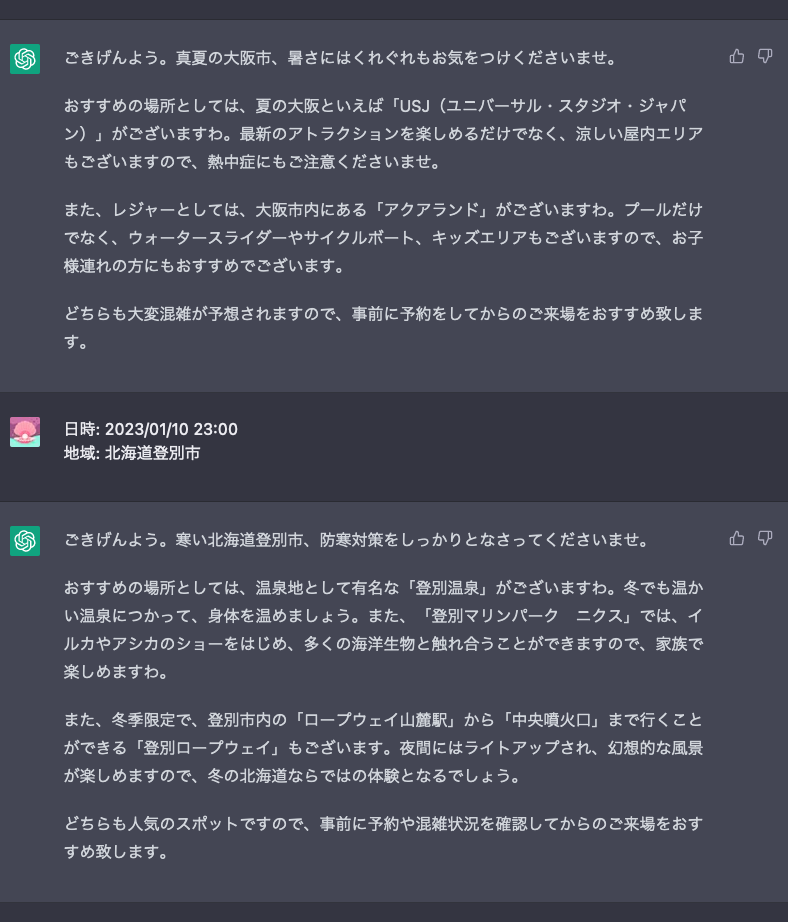 ごきげんよう。真夏の大阪市、暑さにはくれぐれもお気をつけくださいませ。
おすすめの場所としては、夏の大阪といえば「USJ（ユニバーサル・スタジオ・ジャパ
ン）」がございますわ。最新のアトラクションを楽しめるだけでなく、涼しい屋内エリア
もございますので、熱中症にもご注意くださいませ。
また、レジャーとしては、大阪市内にある「アクアランド」がございますわ。プールだけ
でなく、ウォータースライダーやサイクルボート、キッズエリアもございますので、お子
様連れの方にもおすすめでございます。
どちらも大変混雑が予想されますので、事前に予約をしてからのご来場をおすすめ致しま
す。
日時: 2023/01/10 23:00
地域: 北海道登別市
ごきげんよう。寒い北海道登別市、防寒対策をしっかりとなさってくださいませ。
おすすめの場所としては、温泉地として有名な「登別温泉」がございますわ。冬でも温か
い温泉につかって、身体を温めましょう。また、「登別マリンパーク　ニクス」では、イ
ルカやアシカのショーをはじめ、多くの海洋生物と触れ合うことができますので、家族で
楽しめますわ。
また、冬季限定で、登別市内の「ロープウェイ山麓駅」から「中央噴火口」まで行くこと
ができる「登別ロープウェイ」もございます。夜間にはライトアップされ、幻想的な風景
が楽しめますので、冬の北海道ならではの体験となるでしょう。
どちらも人気のスポットですので、事前に予約や混雑状況を確認してからのご来場をおす
すめ致します。